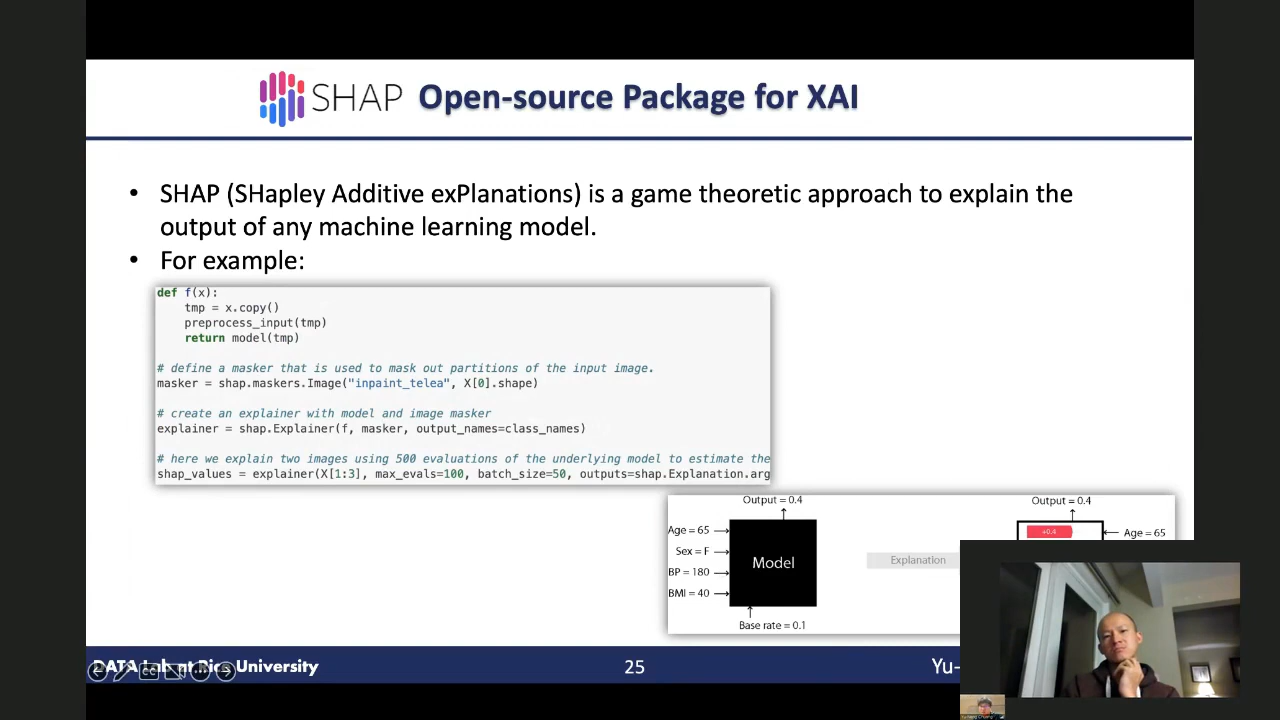 SHAP Open-source Package for XAI
• SHAP (SHapley Additive exPlanations) is a game theoretic approach to explain the
output of any machine learning model.
• For example:
def f(x):
    tmp = x.copy()
    preprocess_input(tmp)
    return model(tmp)
# define a masker that is used to mask out partitions of the input image.
masker = shap.maskers.Image("inpaint_telea", X[0].shape)
# create an explainer with model and image masker
explainer = shap.Explainer(f, masker, output_names=class_names)
# here we explain two images using 500 evaluations of the underlying model to estimate the
shap_values = explainer(X[1:3], max_evals=100, batch_size=50, outputs=shap.Explanation.arg
Output = 0.4
Age = 65
Sex = F
BP = 180
BMI = 40
Model
Base rate = 0.1
Explanation
Output = 0.4
+0.4
Age = 65
DATA Lab at Rice University
25
Yu-